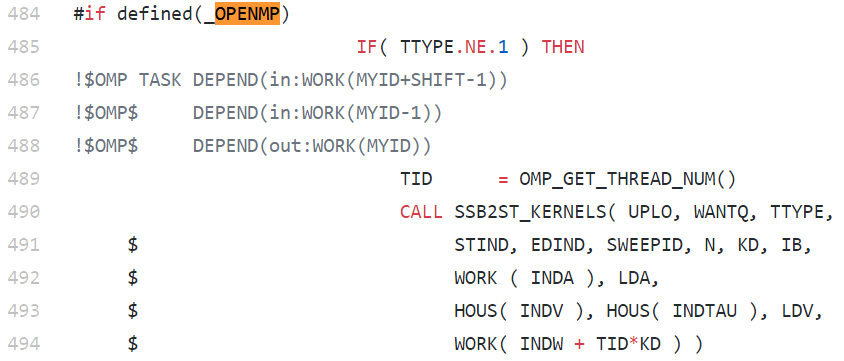 484 #if defined(_OPENMP)
485 IF( TTYPE.NE.1 ) THEN
486 !$OMP TASK DEPEND(in:WORK(MYID+SHIFT-1))
487 !$OMP$ DEPEND(in:WORK(MYID-1))
488 !$OMP$ DEPEND(out:WORK(MYID))
489 TID = OMP_GET_THREAD_NUM()
490 CALL SSB2ST_KERNELS( UPLO, WANTQ, TTYPE,
491 $ STIND, EDIND, SWEEPID, N, KD, IB,
492 $ WORK ( INDA ), LDA,
493 $ HOUS( INDV ), HOUS( INDTAU ), LDV,
494 $ WORK( INDW + TID*KD ) )